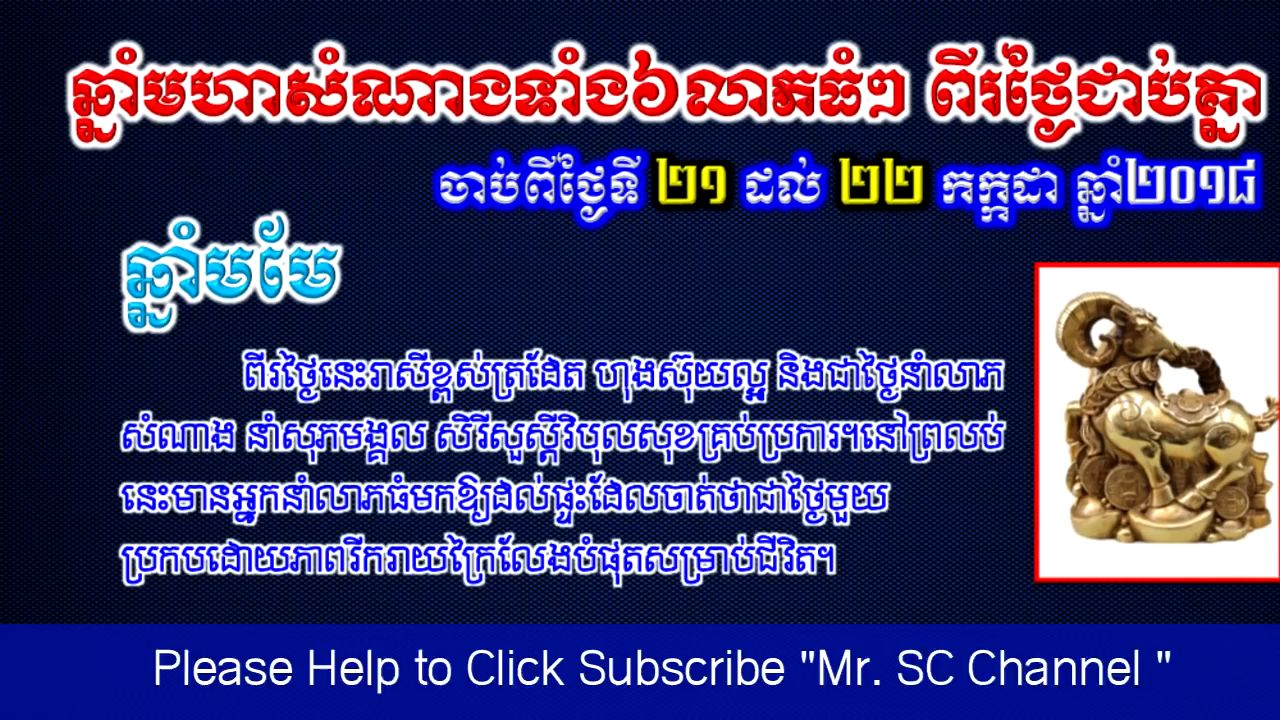 ឆ្នាំមហាសំណាងទាំង៦លាភធំៗ ពីរថ្ងៃជាប់គ្នា
ចាប់ពីថ្ងៃទី ២១ ដល់ ២២ កក្កដា ឆ្នាំ២០១៨
ឆ្នាំមមែ
ពីរថ្ងៃនេះរាសីខ្ពស់ត្រដែត ហុងស៊ុយល្អ និងជាថ្ងៃនាំលាភ
សំណាង នាំសុភមង្គល សិរីសួស្តីវិបុលសុខគ្រប់ប្រការ។នៅព្រលប់
នេះមានអ្នកនាំលាភធំមកឱ្យដល់ផ្ទះដែលចាត់ថាជាថ្ងៃមួយ
ប្រកបដោយភាពរីករាយក្រៃលែងបំផុតសម្រាប់ជីវិត។
Please Help to Click Subscribe "Mr. SC Channel "